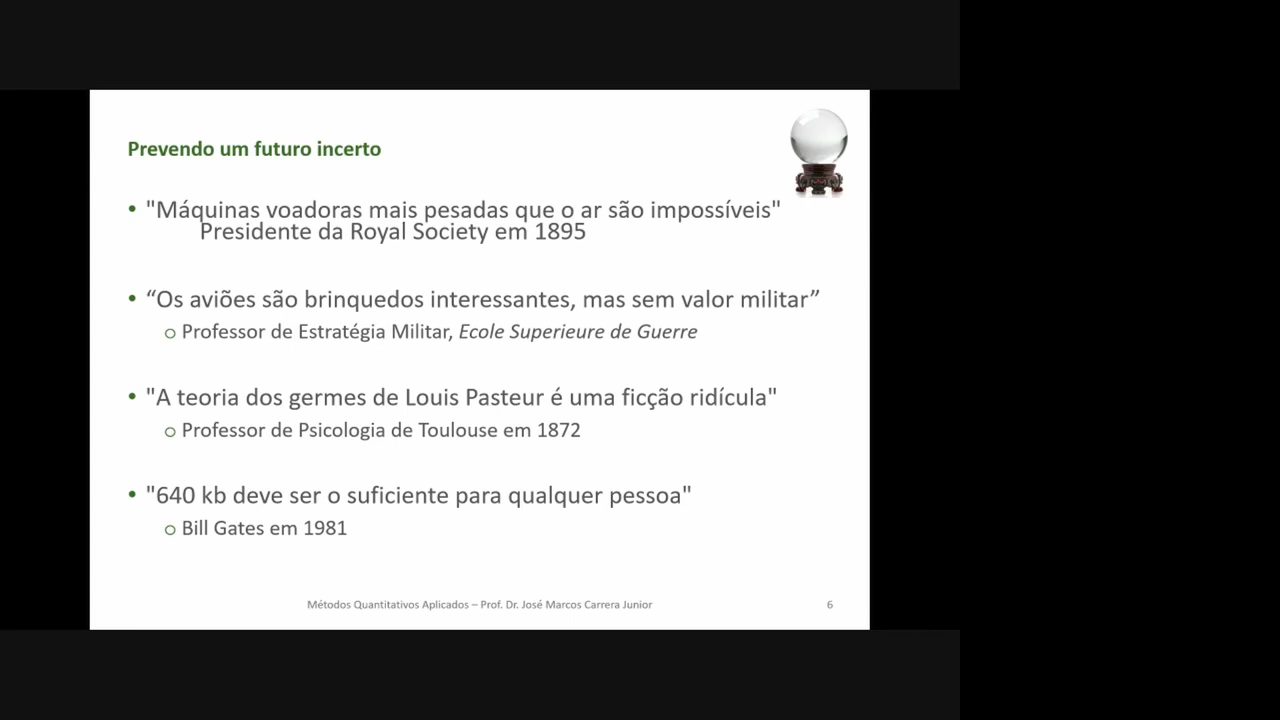 Prevendo um futuro incerto
• "Máquinas voadoras mais pesadas que o ar são impossíveis"
Presidente da Royal Society em 1895
• “Os aviões são brinquedos interessantes, mas sem valor militar”
o Professor de Estratégia Militar, Ecole Superieure de Guerre
• "A teoria dos germes de Louis Pasteur é uma ficção ridícula"
o Professor de Psicologia de Toulouse em 1872
• "640 kb deve ser o suficiente para qualquer pessoa"
o Bill Gates em 1981
Métodos Quantitativos Aplicados – Prof. Dr. José Marcos Carrera Junior 6